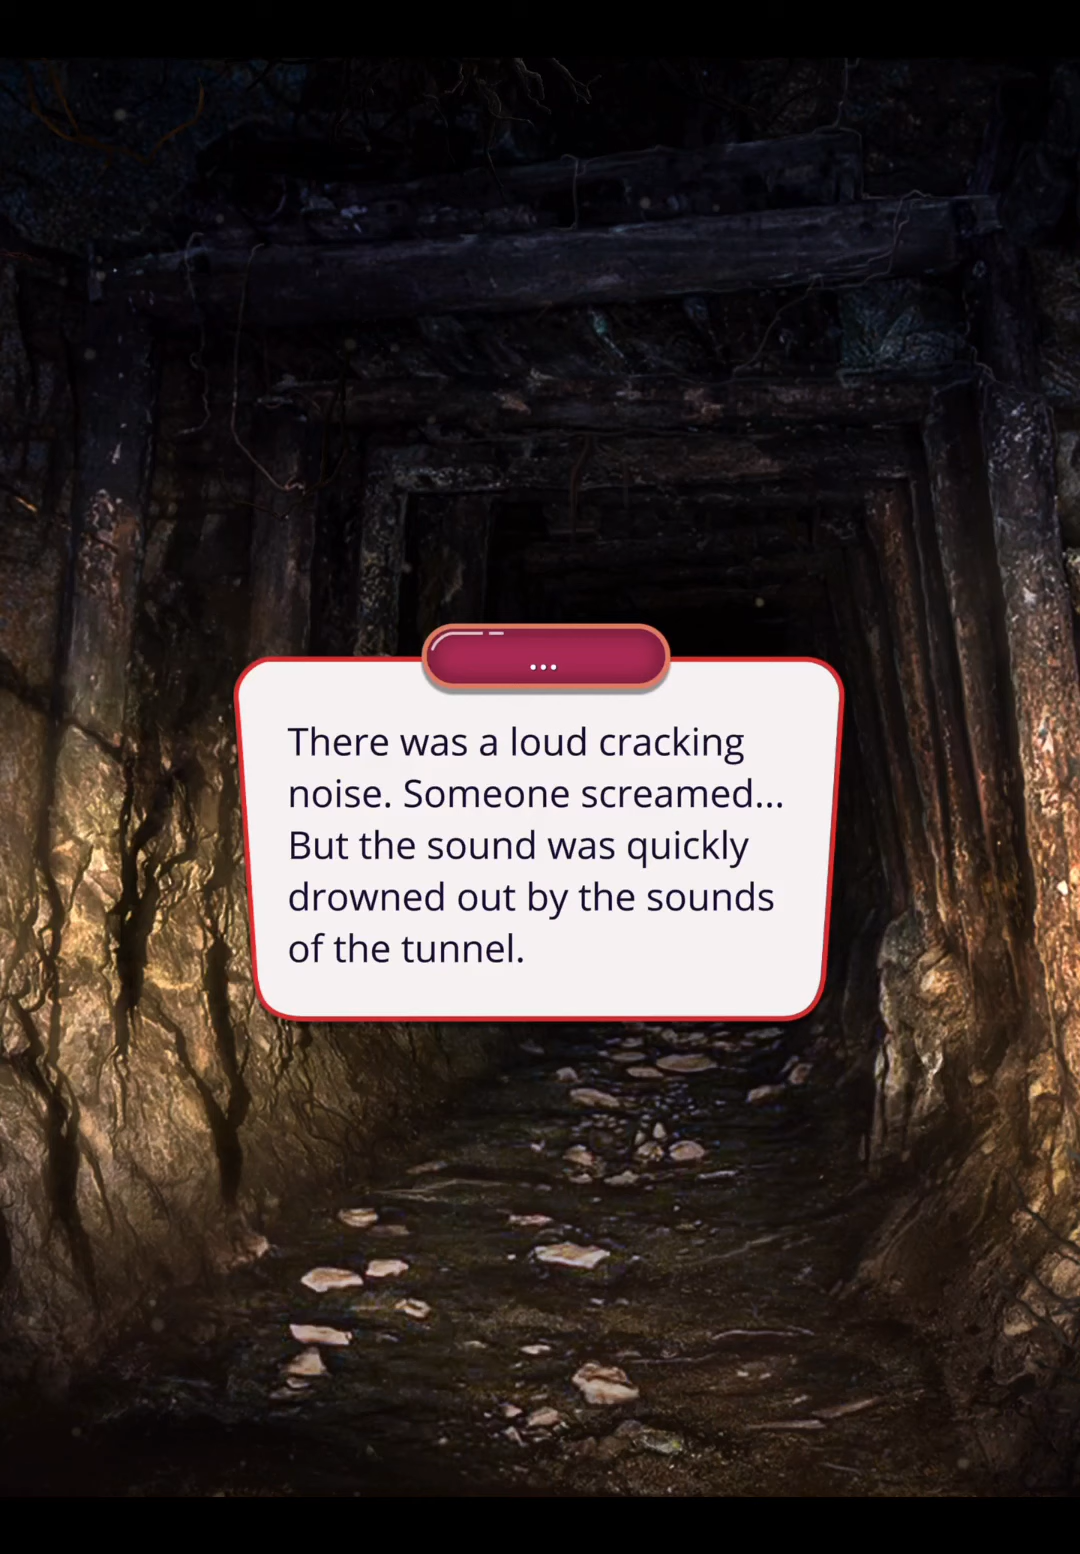 ...
There was a loud cracking
noise. Someone screamed...
But the sound was quickly
drowned out by the sounds
of the tunnel.